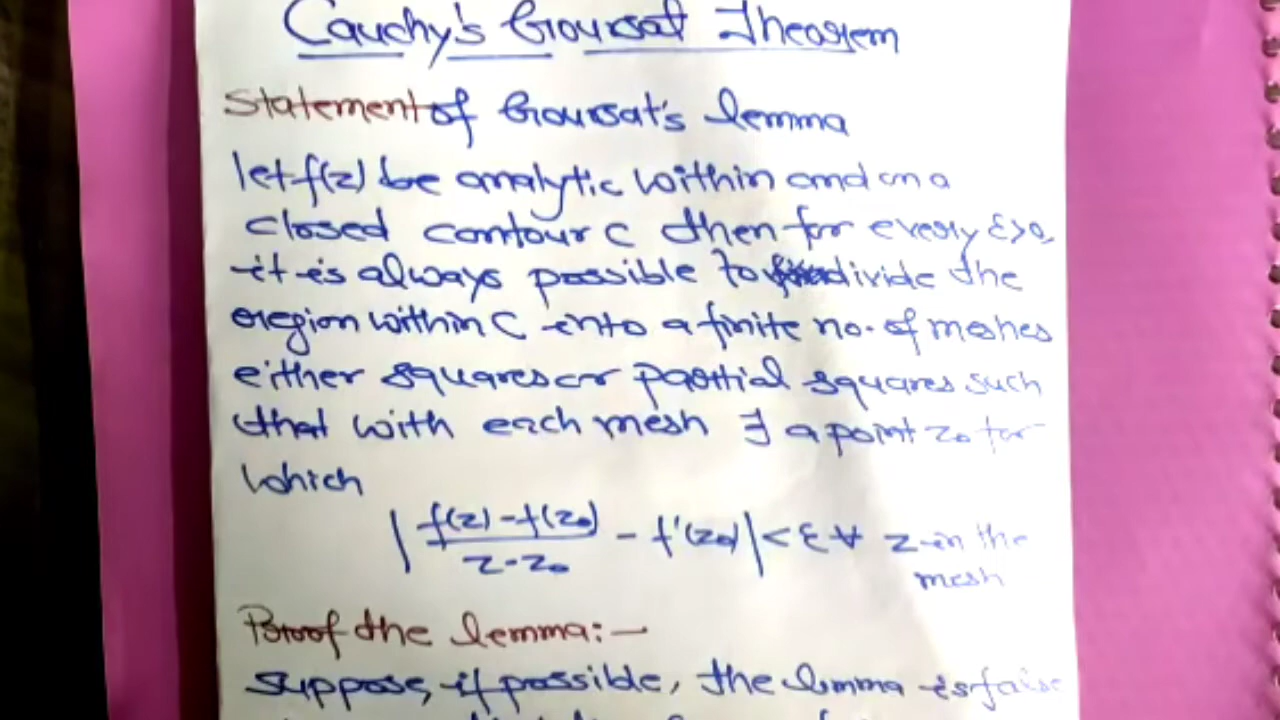 Cauchy's Goursat Theorem
Statement of Goursat's lemma
let f(z) be analytic within and on a
closed contour C then for every ε>0,
it is always possible to divide the
region within C into a finite no. of meshes
either squares or partial squares such
that with each mesh ∃ a point z₀ for
which
| f(z)-f(z₀) / z-z₀ - f'(z₀) | < ε ∀ z in the
mesh
Proof the lemma:-
Suppose, if possible, the lemma is false